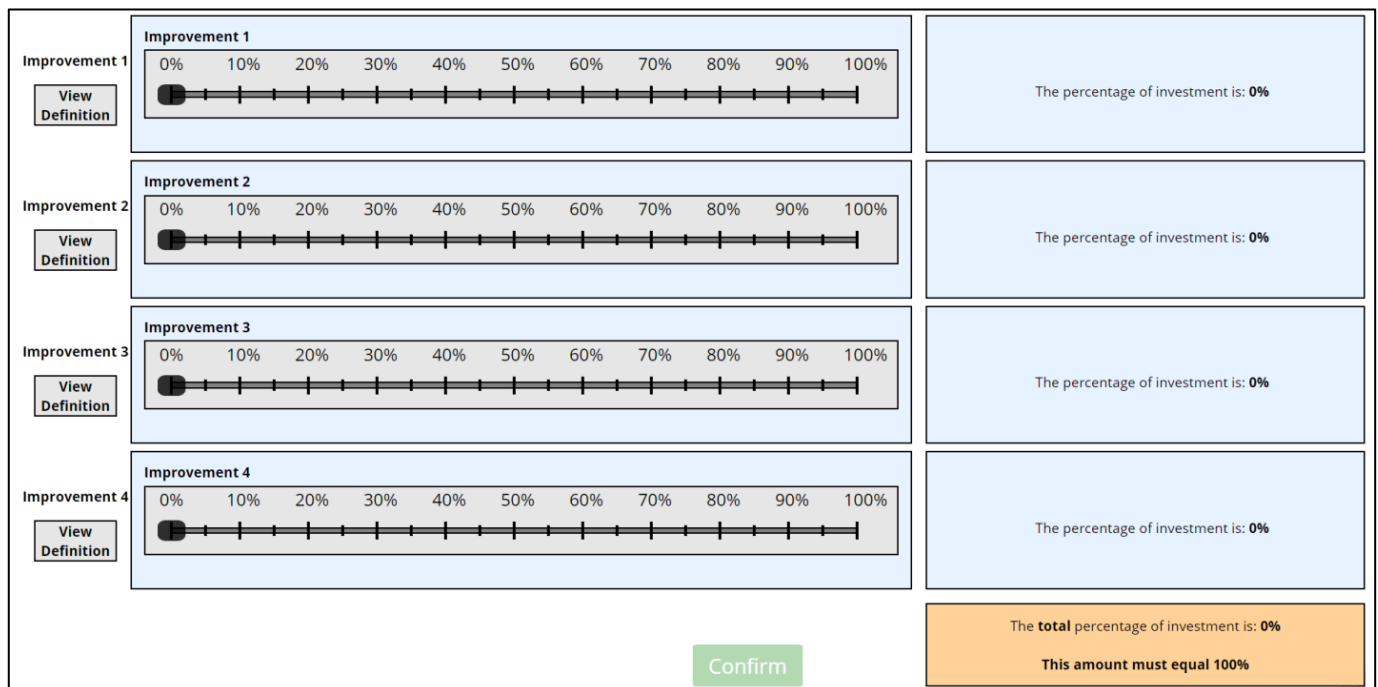 Improvement 1
View
Definition
Improvement 1
0% 10% 20% 30% 40% 50% 60% 70% 80% 90% 100%
The percentage of investment is: 0%
Improvement 2
View
Definition
Improvement 2
0% 10% 20% 30% 40% 50% 60% 70% 80% 90% 100%
The percentage of investment is: 0%
Improvement 3
View
Definition
Improvement 3
0% 10% 20% 30% 40% 50% 60% 70% 80% 90% 100%
The percentage of investment is: 0%
Improvement 4
View
Definition
Improvement 4
0% 10% 20% 30% 40% 50% 60% 70% 80% 90% 100%
The percentage of investment is: 0%
The total percentage of investment is: 0%
This amount must equal 100%
Confirm